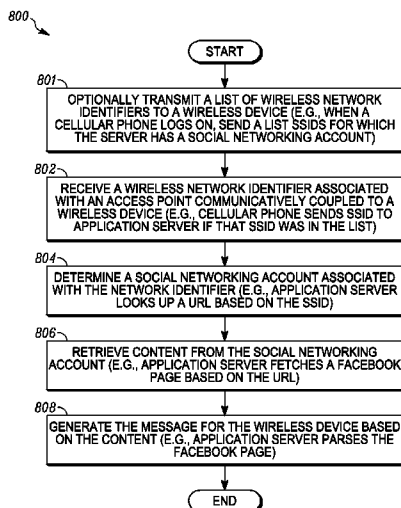 800
START
801
OPTIONALLY TRANSMIT A LIST OF WIRELESS NETWORK
IDENTIFIERS TO A WIRELESS DEVICE (E.G., WHEN A
CELLULAR PHONE LOGS ON, SEND A LIST SSIDS FOR WHICH
THE SERVER HAS A SOCIAL NETWORKING ACCOUNT)
802
RECEIVE A WIRELESS NETWORK IDENTIFIER ASSOCIATED
WITH AN ACCESS POINT COMMUNICATIVELY COUPLED TO A
WIRELESS DEVICE (E.G., CELLULAR PHONE SENDS SSID TO
APPLICATION SERVER IF THAT SSID WAS IN THE LIST)
804
DETERMINE A SOCIAL NETWORKING ACCOUNT ASSOCIATED
WITH THE NETWORK IDENTIFIER (E.G., APPLICATION SERVER
LOOKS UP A URL BASED ON THE SSID)
806
RETRIEVE CONTENT FROM THE SOCIAL NETWORKING
ACCOUNT (E.G., APPLICATION SERVER FETCHES A FACEBOOK
PAGE BASED ON THE URL)
808
GENERATE THE MESSAGE FOR THE WIRELESS DEVICE BASED
ON THE CONTENT (E.G., APPLICATION SERVER PARSES THE
FACEBOOK PAGE)
END